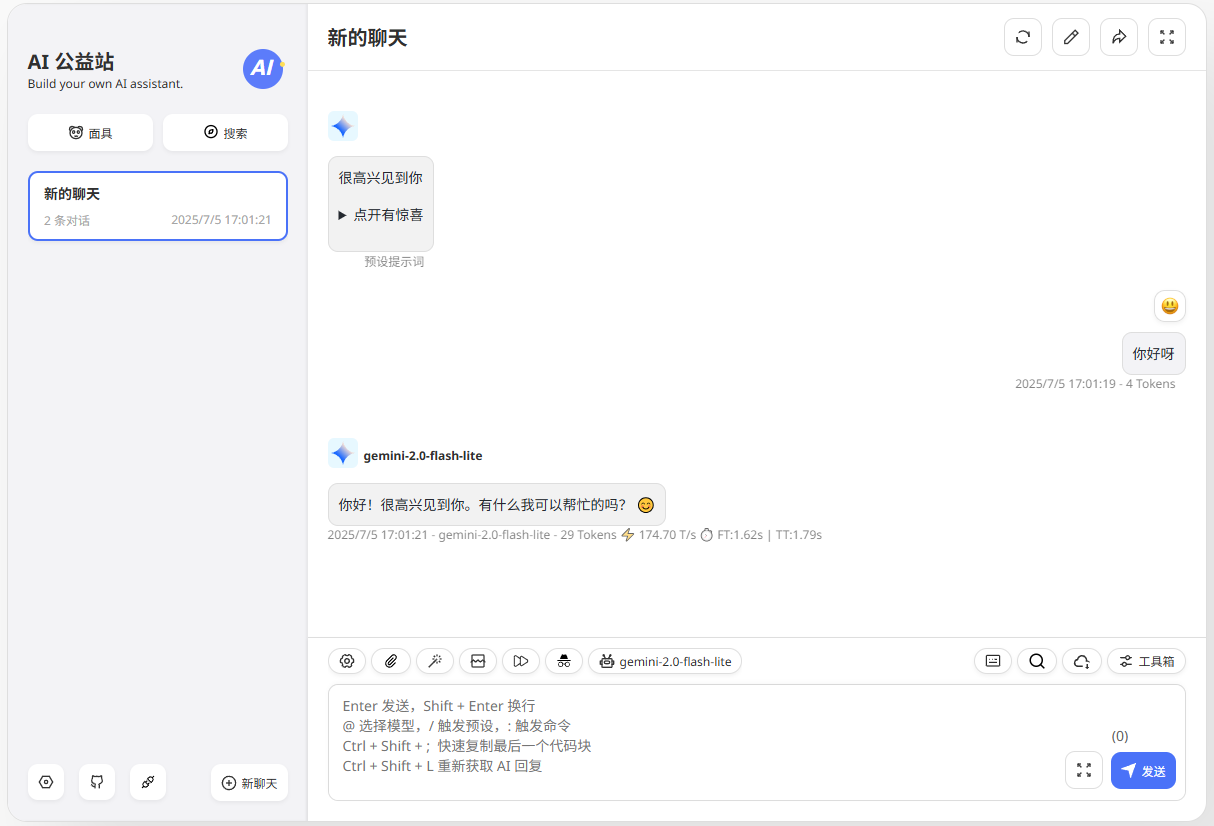 AI 公益站
Build your own AI assistant.
AI
面具
搜索
新的聊天
2 条对话
2025/7/5 17:01:21
新聊天
新的聊天
很高兴见到你
点开有惊喜
预设提示词
你好呀
2025/7/5 17:01:19 - 4 Tokens
gemini-2.0-flash-lite
你好！很高兴见到你。有什么我可以帮忙的吗？ 😊
2025/7/5 17:01:21 - gemini-2.0-flash-lite - 29 Tokens ⚡ 174.70 T/s ⏱ FT:1.62s | TT:1.79s
gemini-2.0-flash-lite
工具箱
Enter 发送，Shift + Enter 换行
@ 选择模型，/ 触发预设，: 触发命令
Ctrl + Shift + ；快速复制最后一个代码块
Ctrl + Shift + L 重新获取 AI 回复
(0)
发送